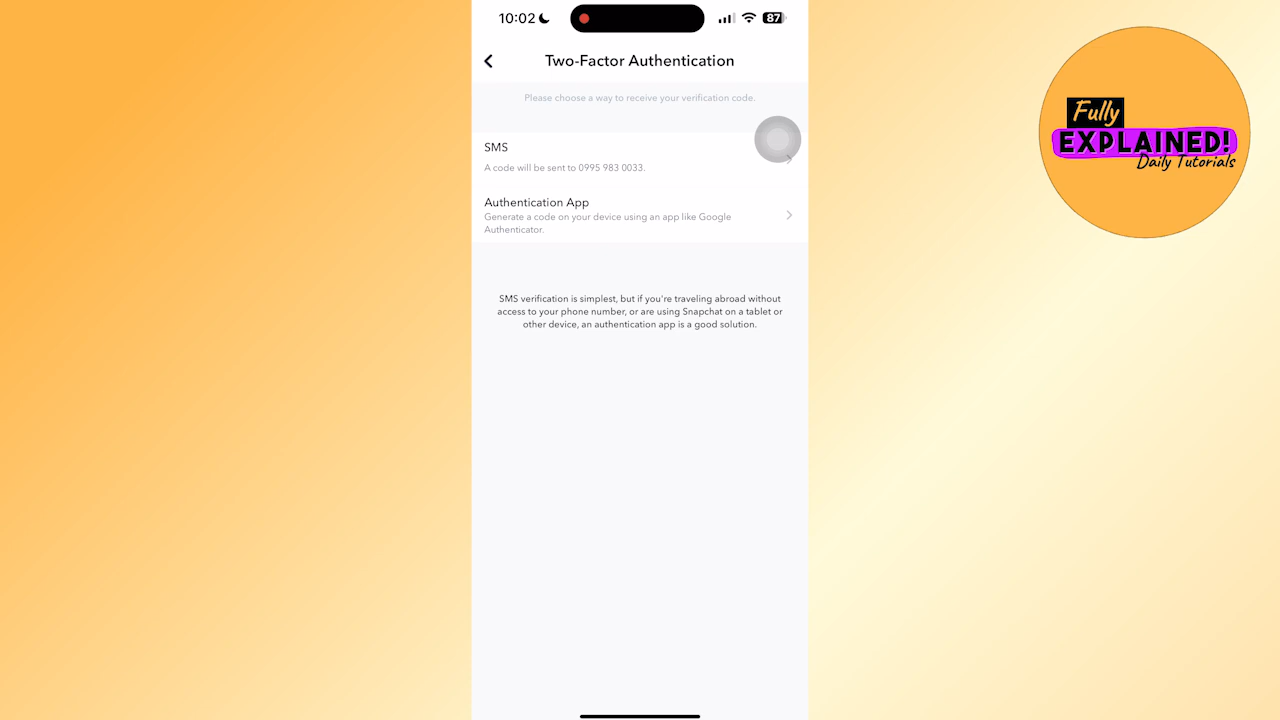 10:02
87
Two-Factor Authentication
Please choose a way to receive your verification code.
SMS
A code will be sent to 0995 983 0033.
Authentication App
Generate a code on your device using an app like Google
Authenticator.
SMS verification is simplest, but if you're traveling abroad without
access to your phone number, or are using Snapchat on a tablet or
other device, an authentication app is a good solution.
Fully
EXPLAINED!
Daily Tutorials